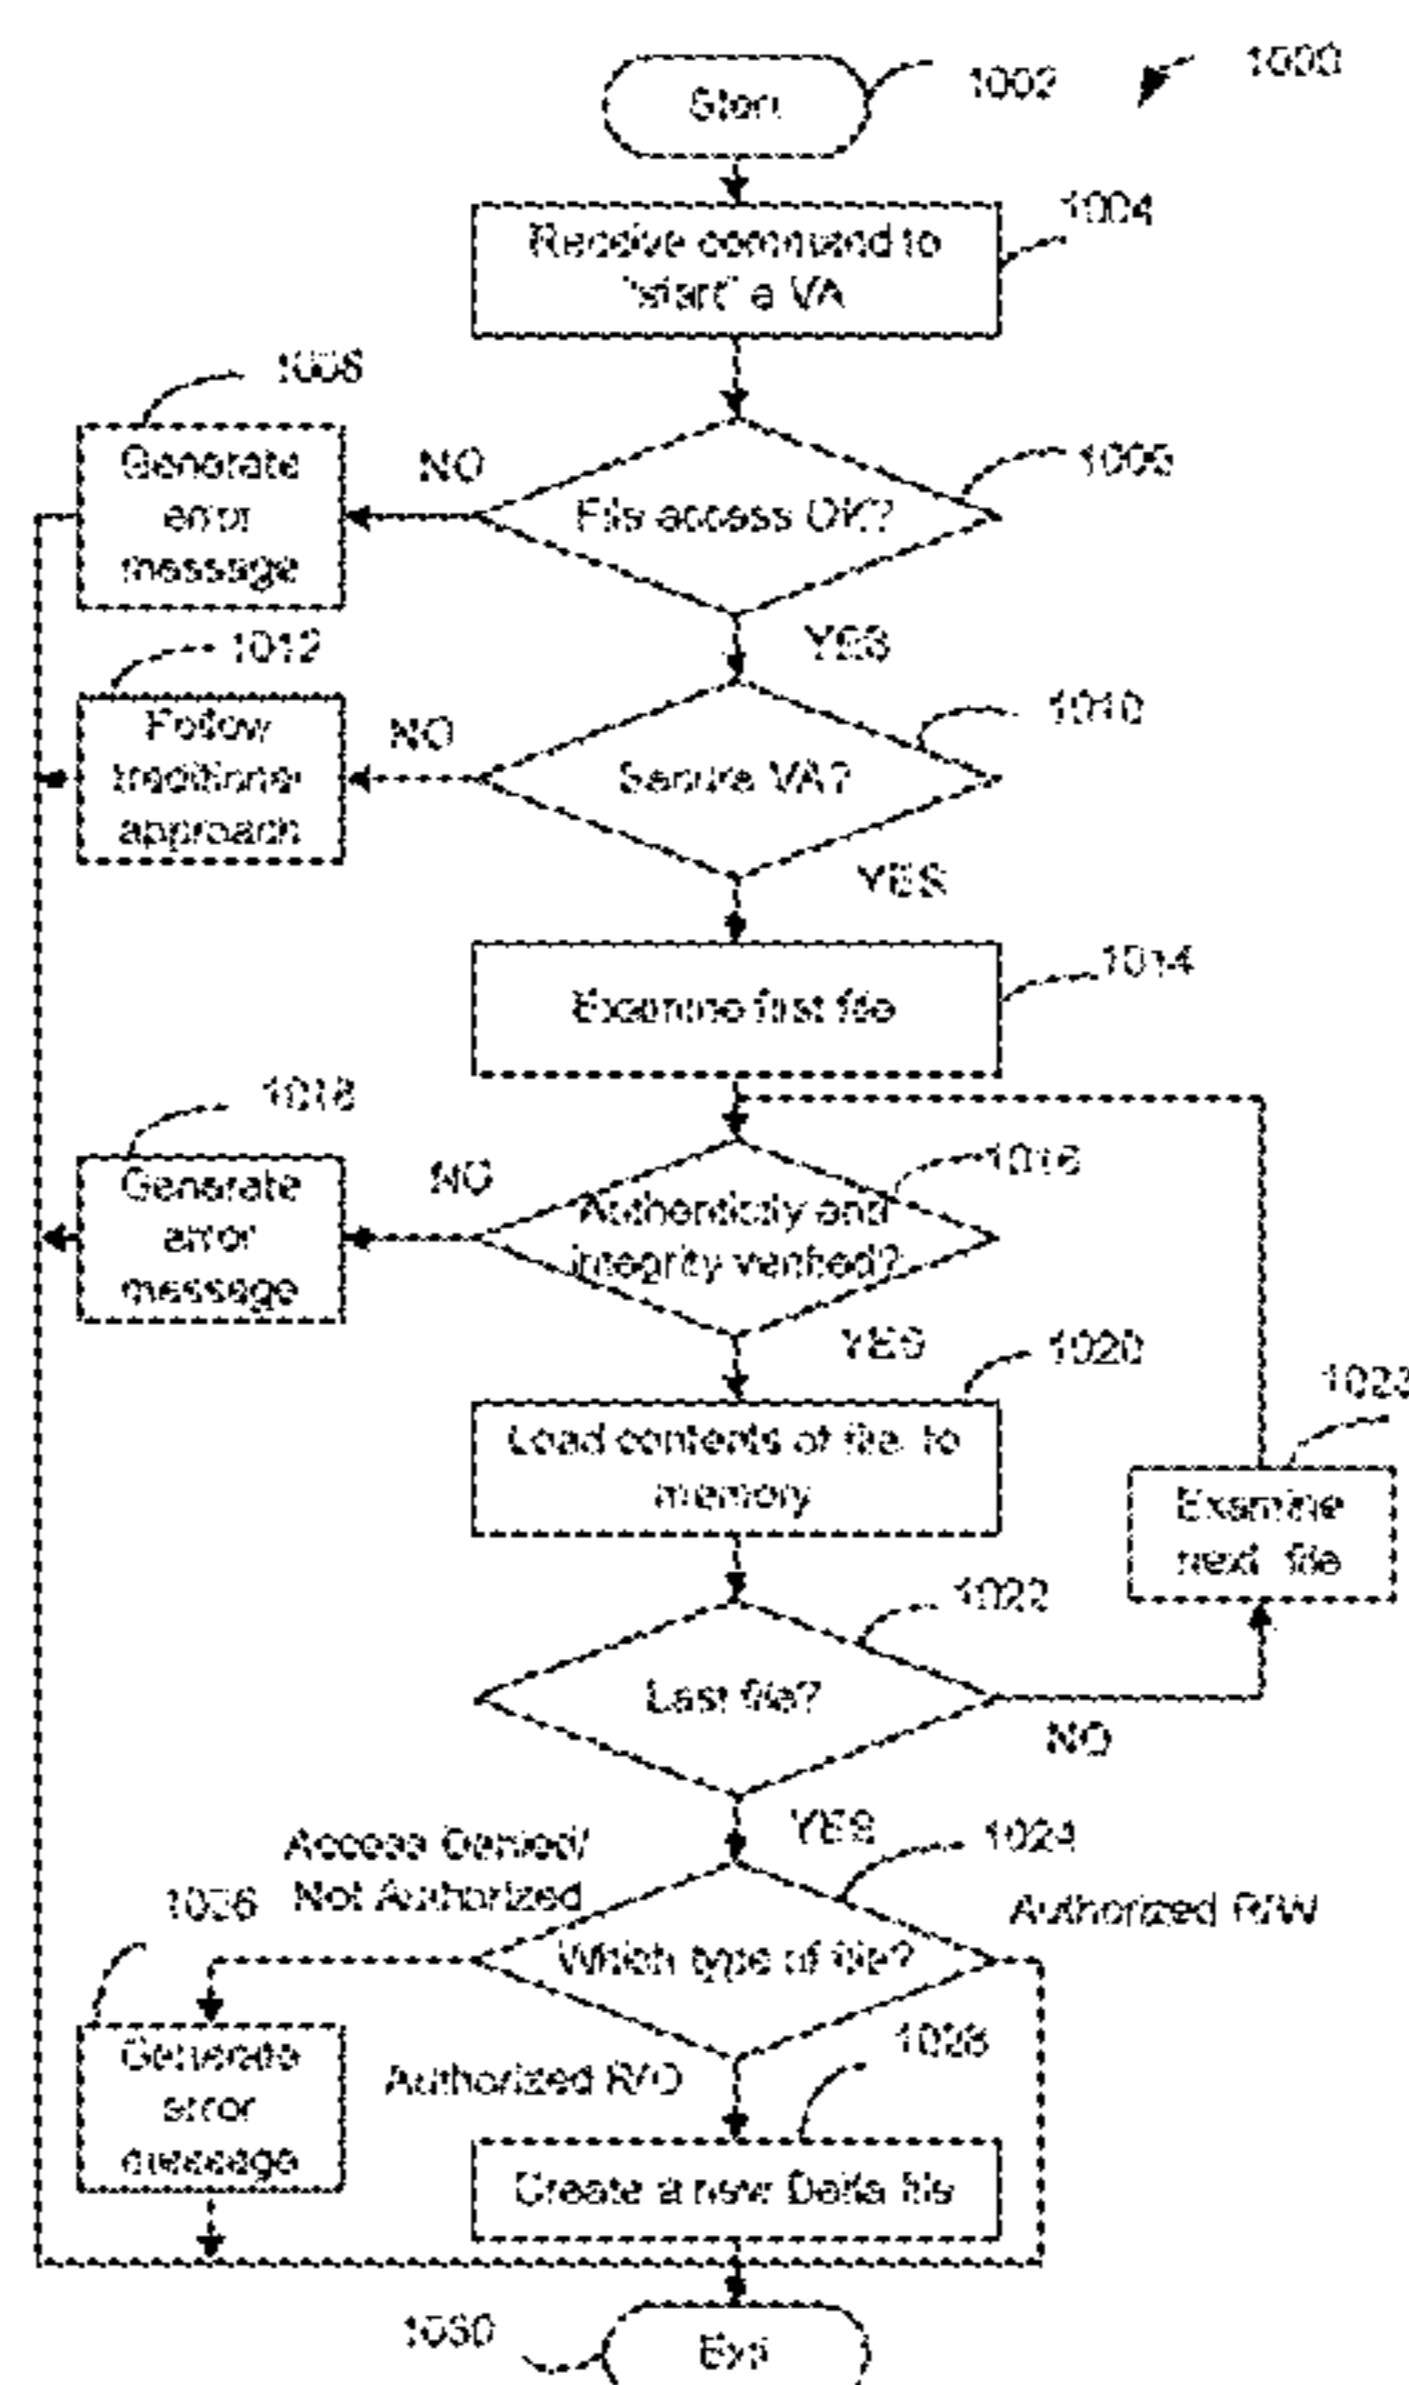 Start
1002
1000
Receive command to
"start" a VA
1004
1008
Generate
error
message
NO
File access OK?
1006
YES
1012
Follow
traditional
approach
NO
Secure VA?
1010
YES
Examine first file
1014
1018
Generate
error
message
NO
Authenticity and
integrity verified?
1016
YES
Load contents of file to
memory
1020
Examine
next file
Last file?
1022
NO
YES
Access Denied/
Not Authorized
1026
Which type of file?
1024
Authorized R/W
Generate
error
message
Authorized R/O
1028
Create a new Delta file
1030
Exit